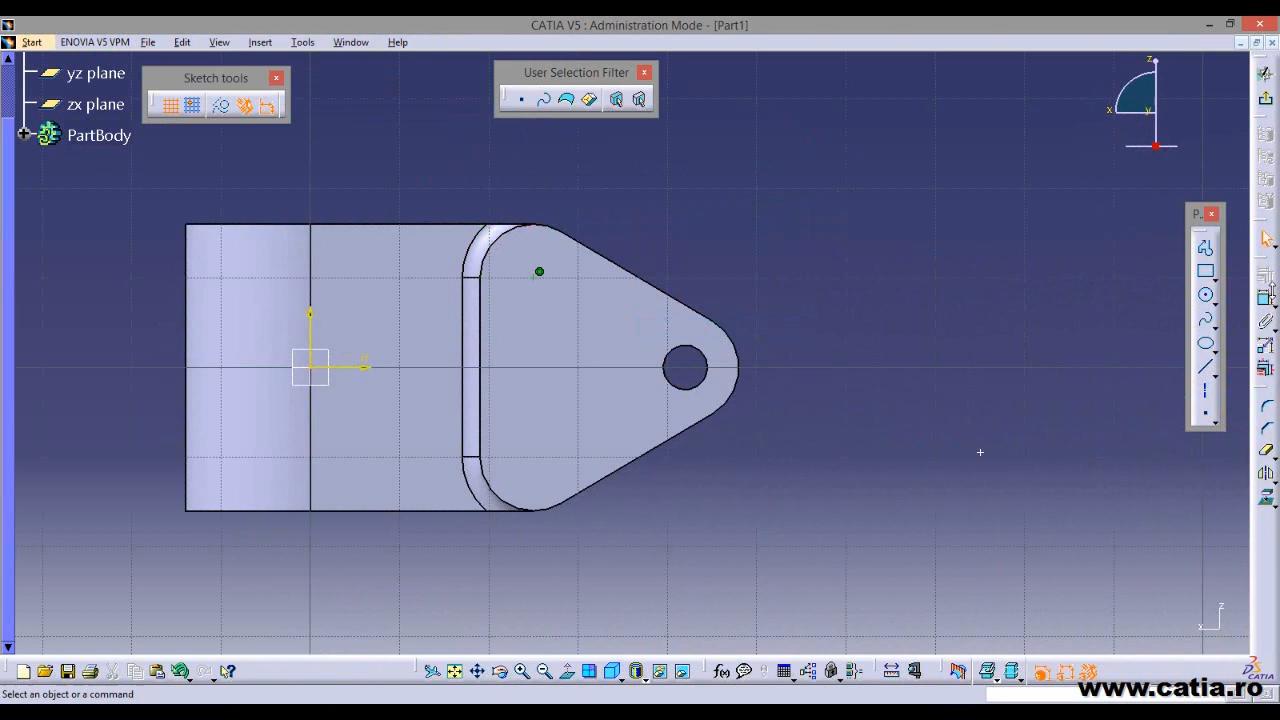 CATIA V5 : Administration Mode - [Part1]
Start ENOVIA V5 VPM File Edit View Insert Tools Window Help
yz plane
zx plane
PartBody
Sketch tools
User Selection Filter
z
x
y
P..
H
z
x
f(x)
CATIA
Select an object or a command
www.catia.ro